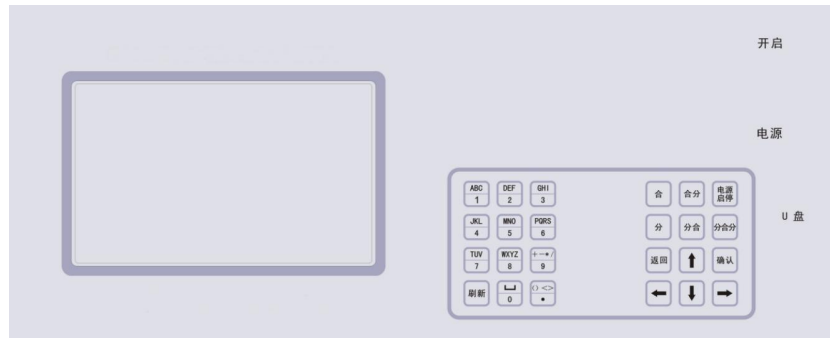 开启
电源
ABC DEF GHI
1 2 3 合 合分 电源启停
JKL MNO PQRS
4 5 6 分 分合 分合分
TUV WXYZ +-*/
7 8 9 返回 ↑ 确认
刷新 ␣ () <>
0 • ← ↓ →
U 盘